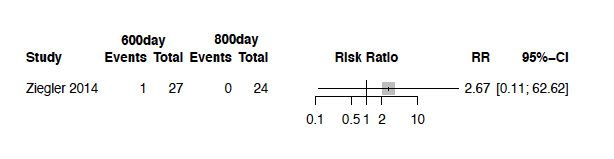 600day 800day
Study Events Total Events Total Risk Ratio RR 95%−CI
Ziegler 2014 1 27 0 24 2.67 [0.11; 62.62]
0.1 0.5 1 2 10